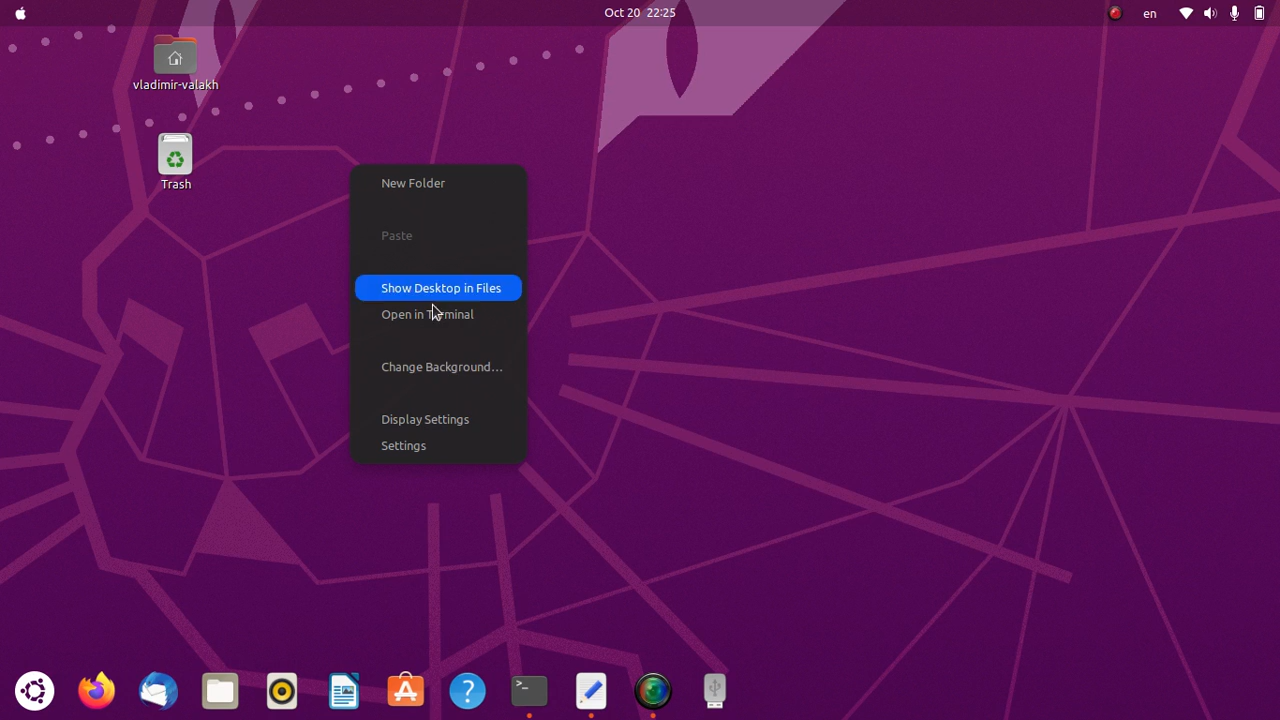 Oct 20 22:25
en
vladimir-valakh
Trash
New Folder
Paste
Show Desktop in Files
Open in Terminal
Change Background...
Display Settings
Settings